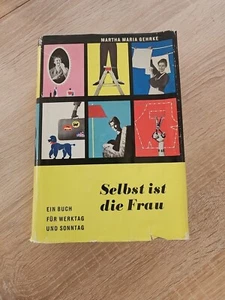 MARTHA MARIA GEHRKE
Selbst ist
die Frau
EIN BUCH
FÜR WERKTAG
UND SONNTAG